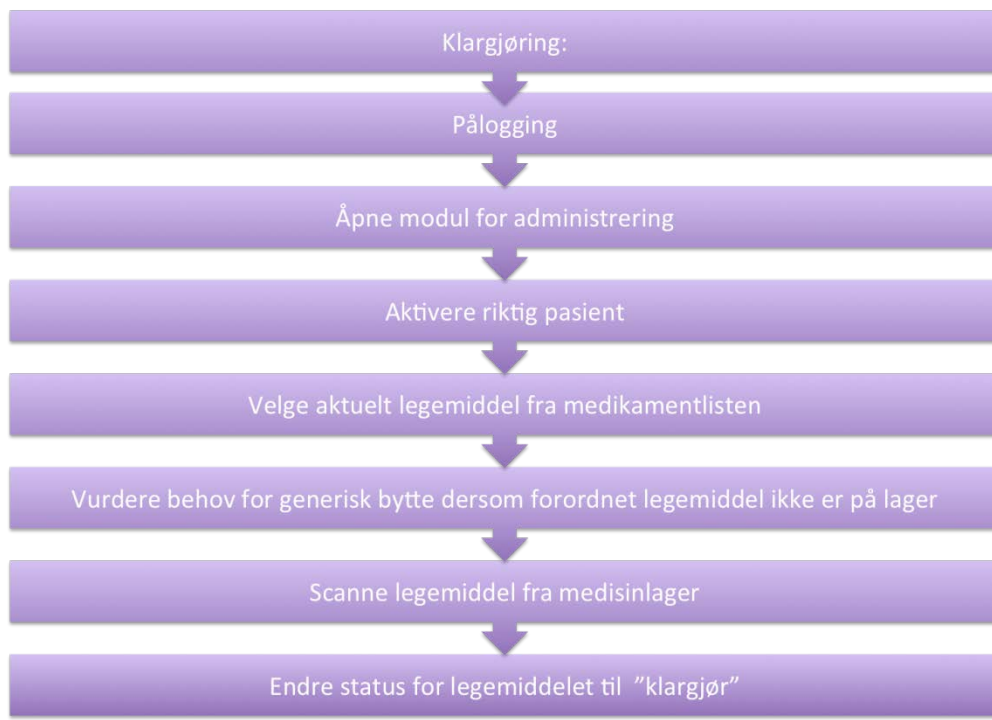 Klargjøring:
Pålogging
Åpne modul for administrering
Aktivere riktig pasient
Velge aktuelt legemiddel fra medikamentlisten
Vurdere behov for generisk bytte dersom forordnet legemiddel ikke er på lager
Scanne legemiddel fra medisinlager
Endre status for legemiddelet til ”klargjør”